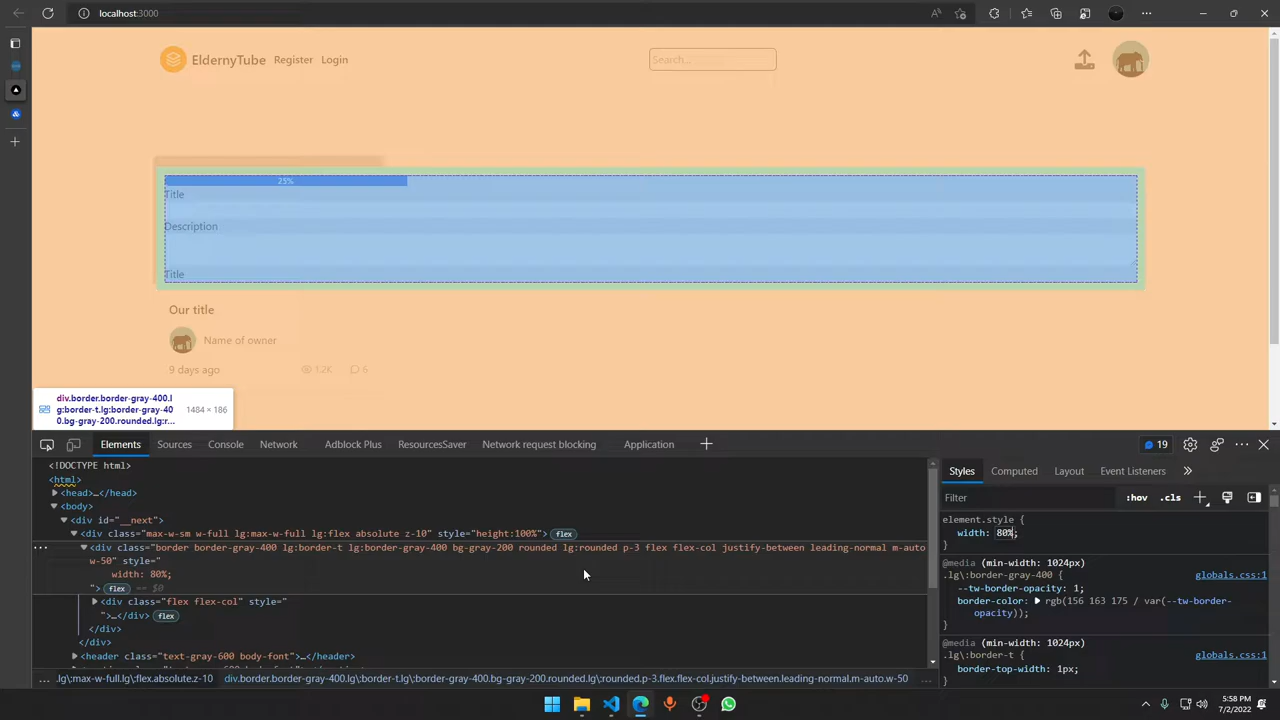 localhost:3000
EldernyTube Register Login Search...
25%
Title
Description
Title
Our title
Name of owner
9 days ago 1.2K 6
div.border.border-gray-400.l
g:border-t.lg:border-gray-40
0.bg-gray-200.rounded.lg:r...
1484 × 186
Elements Sources Console Network Adblock Plus ResourcesSaver Network request blocking Application 19
<!DOCTYPE html>
<html>
<head>…</head>
<body>
<div id="__next">
<div class="max-w-sm w-full lg:max-w-full lg:flex absolute z-10" style="height:100%"> flex
<div class="border border-gray-400 lg:border-t lg:border-gray-400 bg-gray-200 rounded lg:rounded p-3 flex flex-col justify-between leading-normal m-auto
w-50" style="
width: 80%;
"> flex == $0
<div class="flex flex-col" style="
">…</div> flex
</div>
</div>
<header class="text-gray-600 body-font">…</header>
... .lg\:max-w-full.lg\:flex.absolute.z-10 div.border.border-gray-400.lg\:border-t.lg\:border-gray-400.bg-gray-200.rounded.lg\:rounded.p-3.flex.flex-col.justify-between.leading-normal.m-auto.w-50 ...
Styles Computed Layout Event Listeners
Filter :hov .cls
element.style {
width: 80%;
}
@media (min-width: 1024px)
.lg\:border-gray-400 { globals.css:1
--tw-border-opacity: 1;
border-color: rgb(156 163 175 / var(--tw-border-
opacity));
}
@media (min-width: 1024px)
.lg\:border-t { globals.css:1
border-top-width: 1px;
}
5:58 PM
7/2/2022